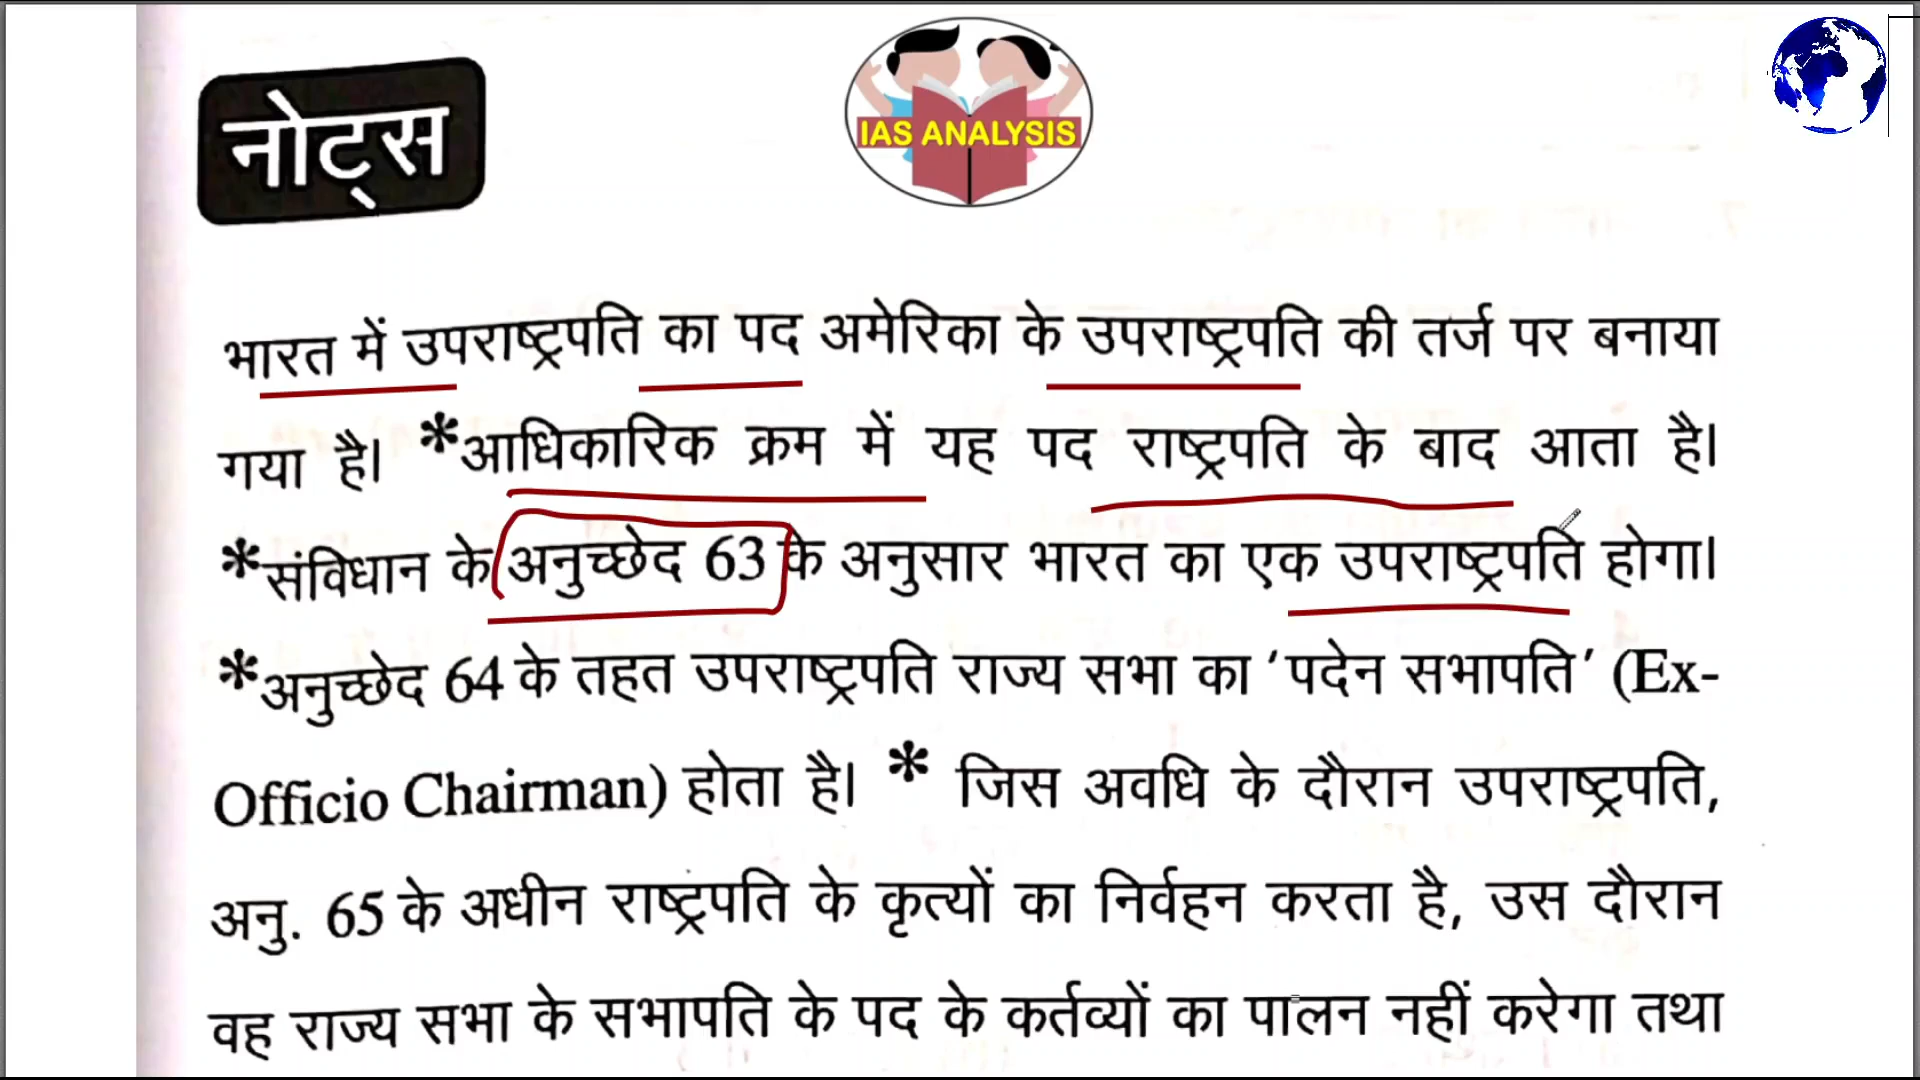 नोट्स
IAS ANALYSIS
भारत में उपराष्ट्रपति का पद अमेरिका के उपराष्ट्रपति की तर्ज पर बनाया
गया है। *आधिकारिक क्रम में यह पद राष्ट्रपति के बाद आता है।
*संविधान के अनुच्छेद 63 के अनुसार भारत का एक उपराष्ट्रपति होगा।
*अनुच्छेद 64 के तहत उपराष्ट्रपति राज्य सभा का ‘पदेन सभापति’ (Ex-
Officio Chairman) होता है। * जिस अवधि के दौरान उपराष्ट्रपति,
अनु. 65 के अधीन राष्ट्रपति के कृत्यों का निर्वहन करता है, उस दौरान
वह राज्य सभा के सभापति के पद के कर्तव्यों का पालन नहीं करेगा तथा